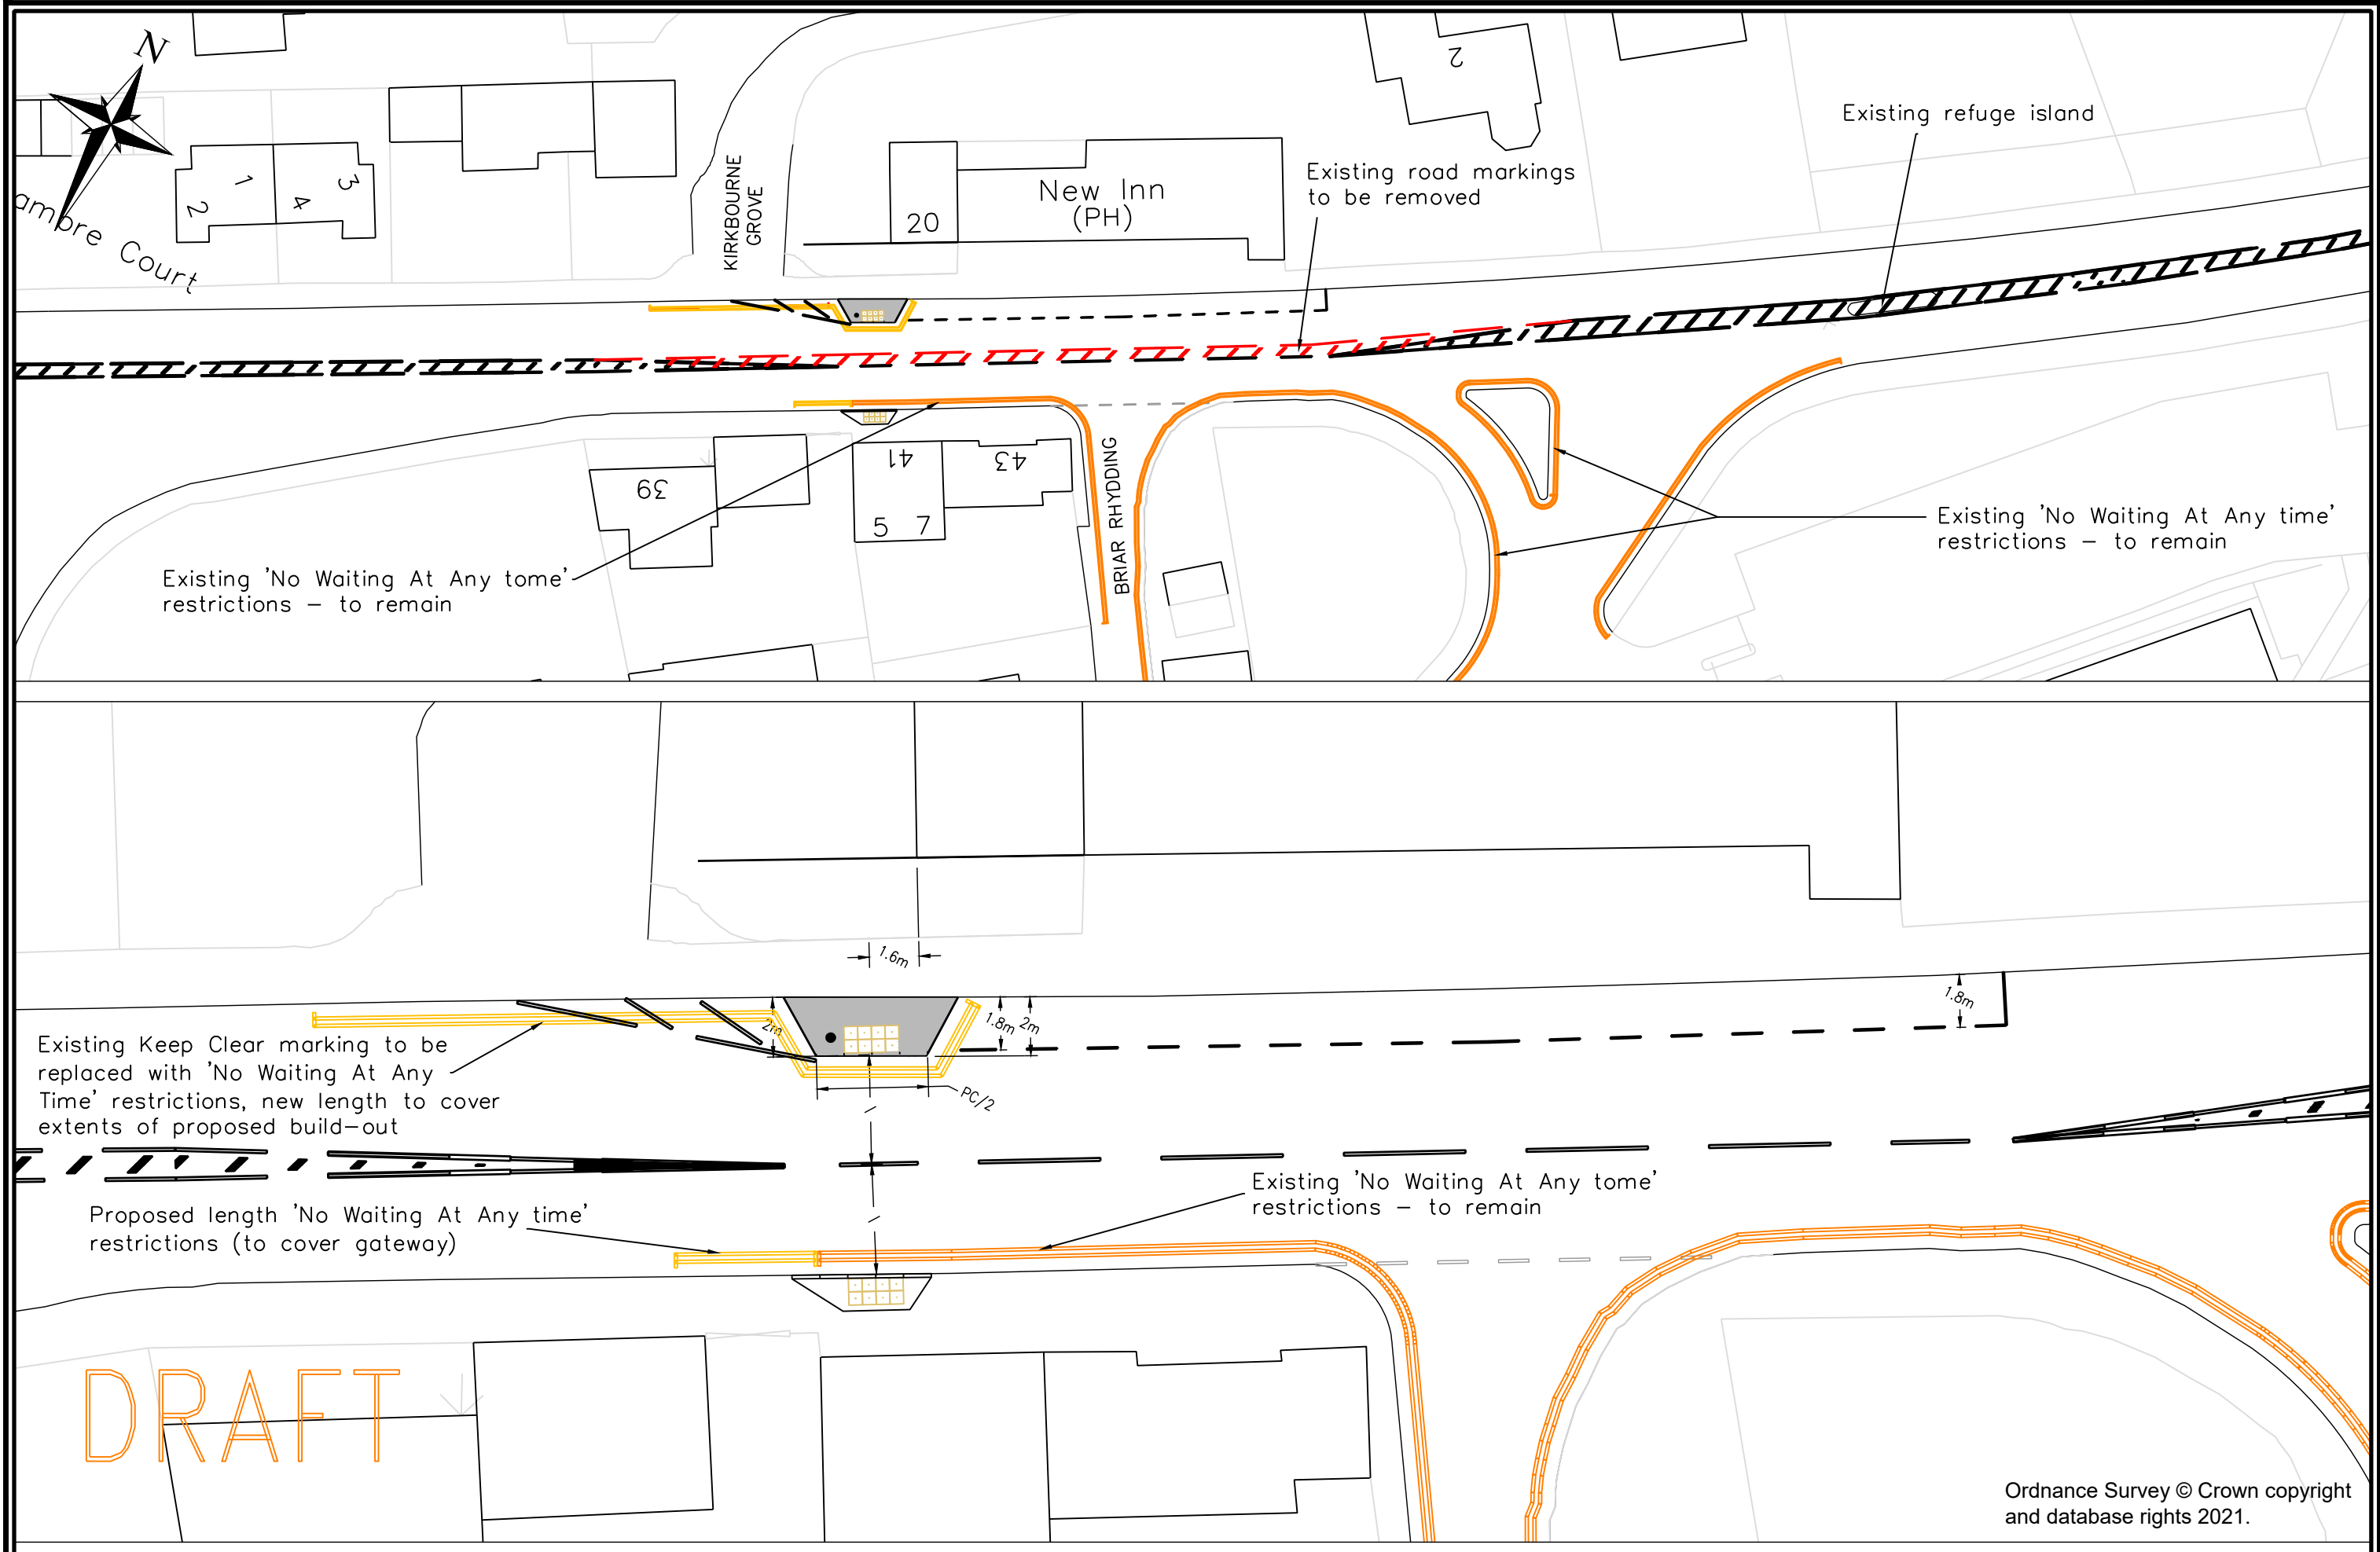 N
2
Existing refuge island
Existing road markings
to be removed
1
3
2
4
ambre Court
KIRKBOURNE
GROVE
20
New Inn
(PH)
39
41
43
5 7
BRIAR RHYDDING
Existing 'No Waiting At Any time'
restrictions – to remain
Existing 'No Waiting At Any tome'
restrictions – to remain
1.6m
2m
1.8m
2m
1.8m
PC/2
Existing Keep Clear marking to be
replaced with 'No Waiting At Any
Time' restrictions, new length to cover
extents of proposed build–out
Existing 'No Waiting At Any tome'
restrictions – to remain
Proposed length 'No Waiting At Any time'
restrictions (to cover gateway)
DRAFT
Ordnance Survey © Crown copyright
and database rights 2021.